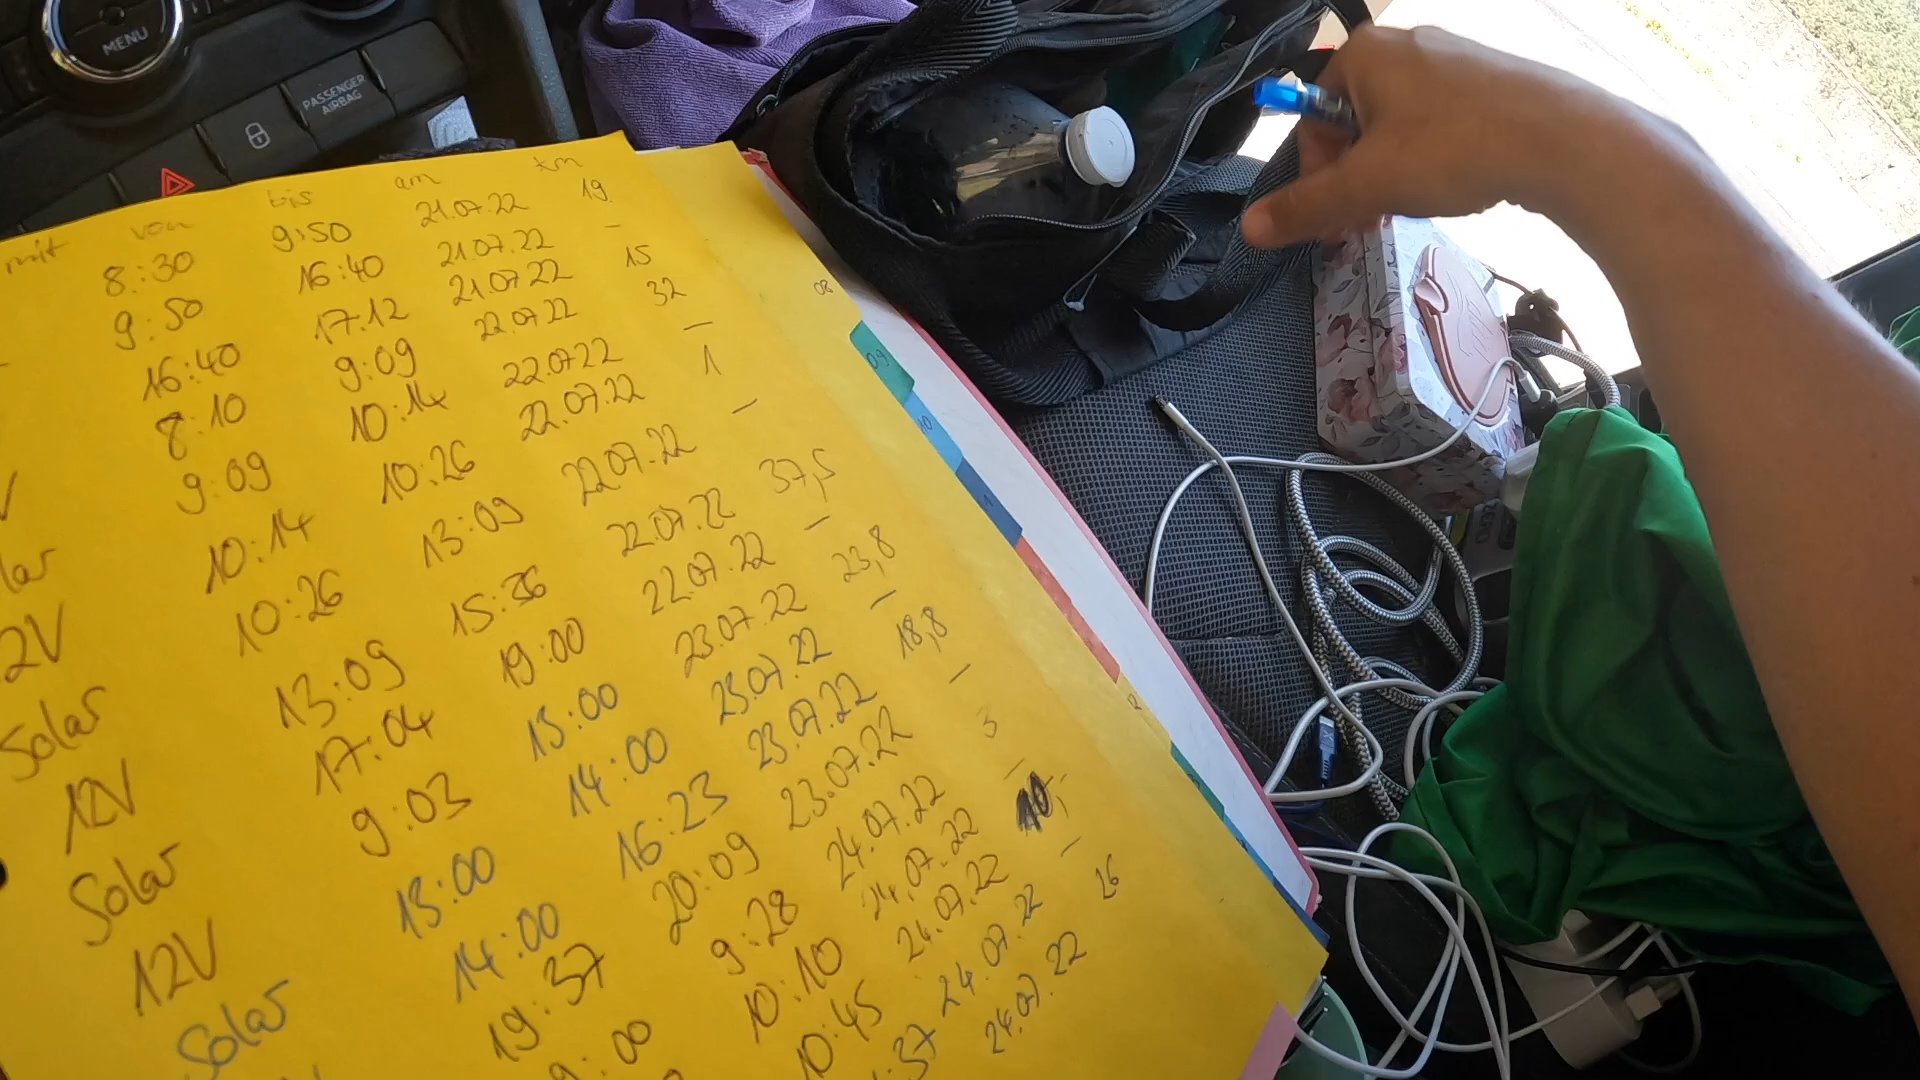 MENU
PASSENGER
AIRBAG
mit von bis am km
8:30 9:50 21.07.22 19
9:50 16:40 21.07.22 –
16:40 17:12 21.07.22 15
8:10 9:09 22.07.22 32
9:09 10:14 22.07.22 –
10:14 10:26 22.07.22 1
12V 10:26 13:09 22.07.22 –
Solar 13:09 15:36 22.07.22 37,5
12V 17:04 19:00 22.07.22 –
Solar 9:03 23.07.22 23,8
12V 13:00 14:00 23.07.22 –
Solar 14:00 16:23 23.07.22 18,8
19:37 20:09 23.07.22 –
9:28 24.07.22 3
10:10 24.07.22 –
10:45 24.07.22
24.07.22 –
24.07.22 26
08
09
10